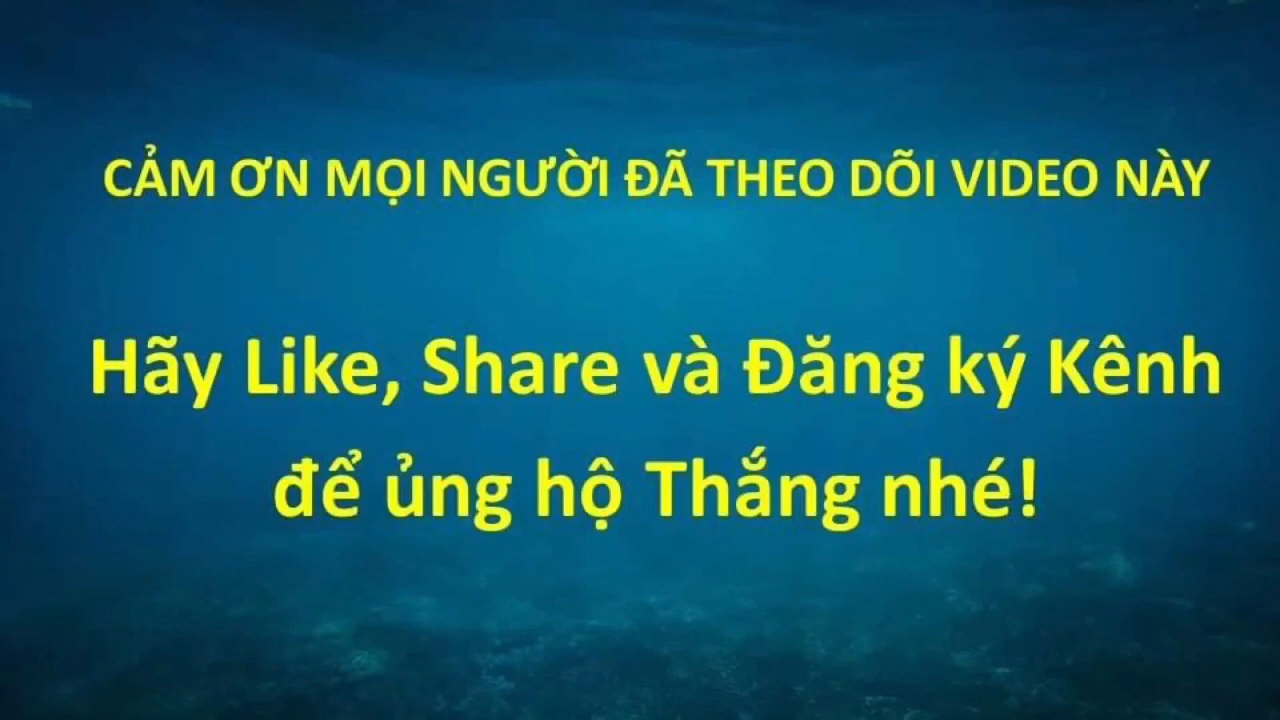 CẢM ƠN MỌI NGƯỜI ĐÃ THEO DÕI VIDEO NÀY
Hãy Like, Share và Đăng ký Kênh
để ủng hộ Thắng nhé!